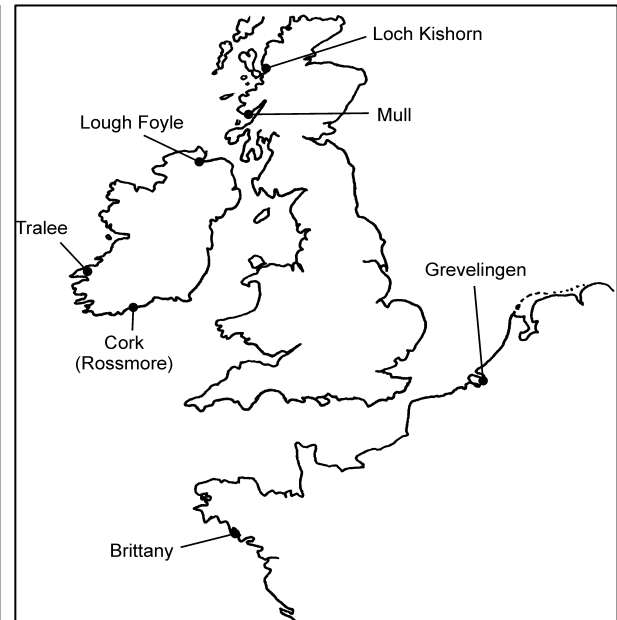 Loch Kishorn
Mull
Lough Foyle
Tralee
Grevelingen
Cork
(Rossmore)
Brittany